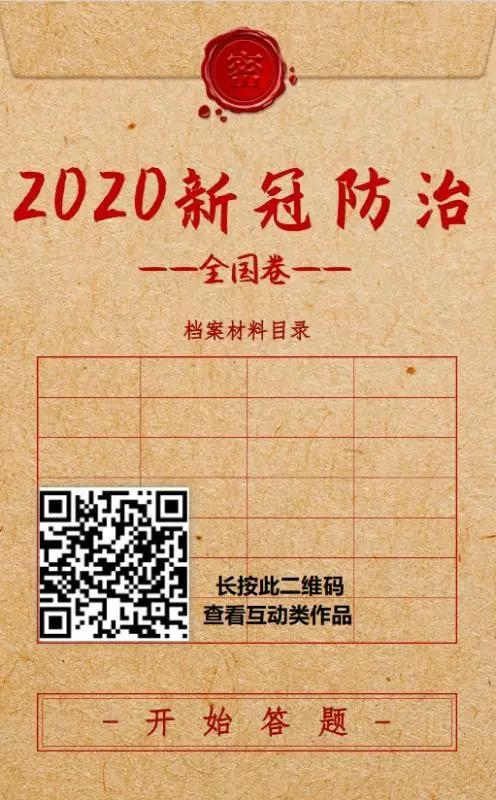 密
2020新冠防治
——全国卷——
档案材料目录
长按此二维码
查看互动类作品
- 开始答题 -